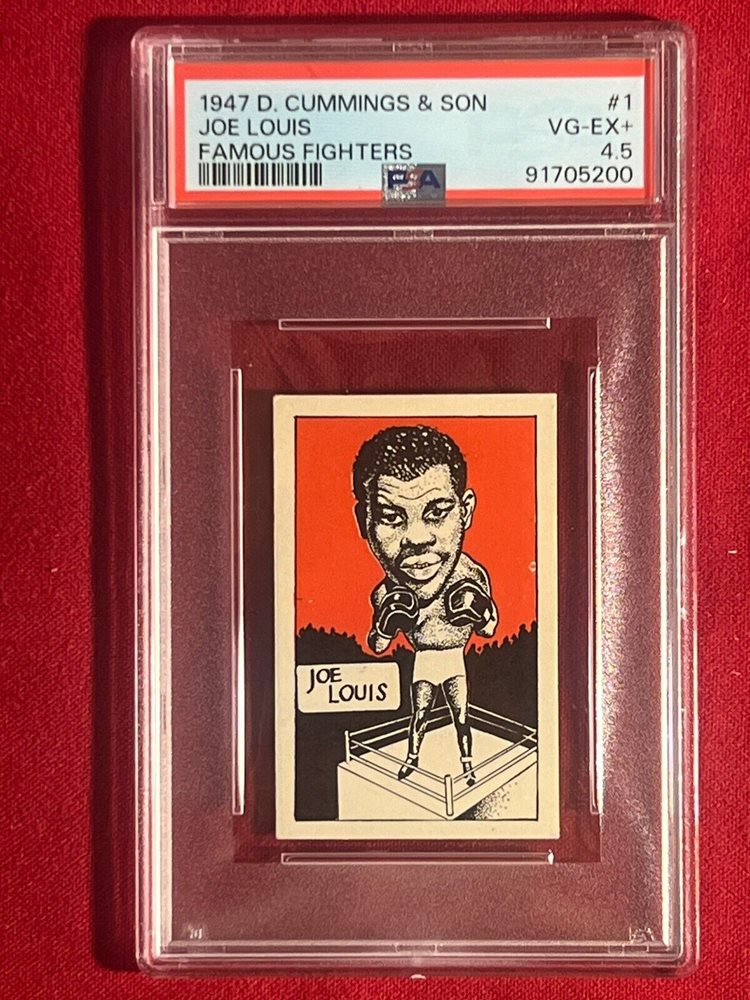 1947 D. CUMMINGS & SON #1
JOE LOUIS VG-EX+
FAMOUS FIGHTERS 4.5
PSA 91705200
JOE
LOUIS